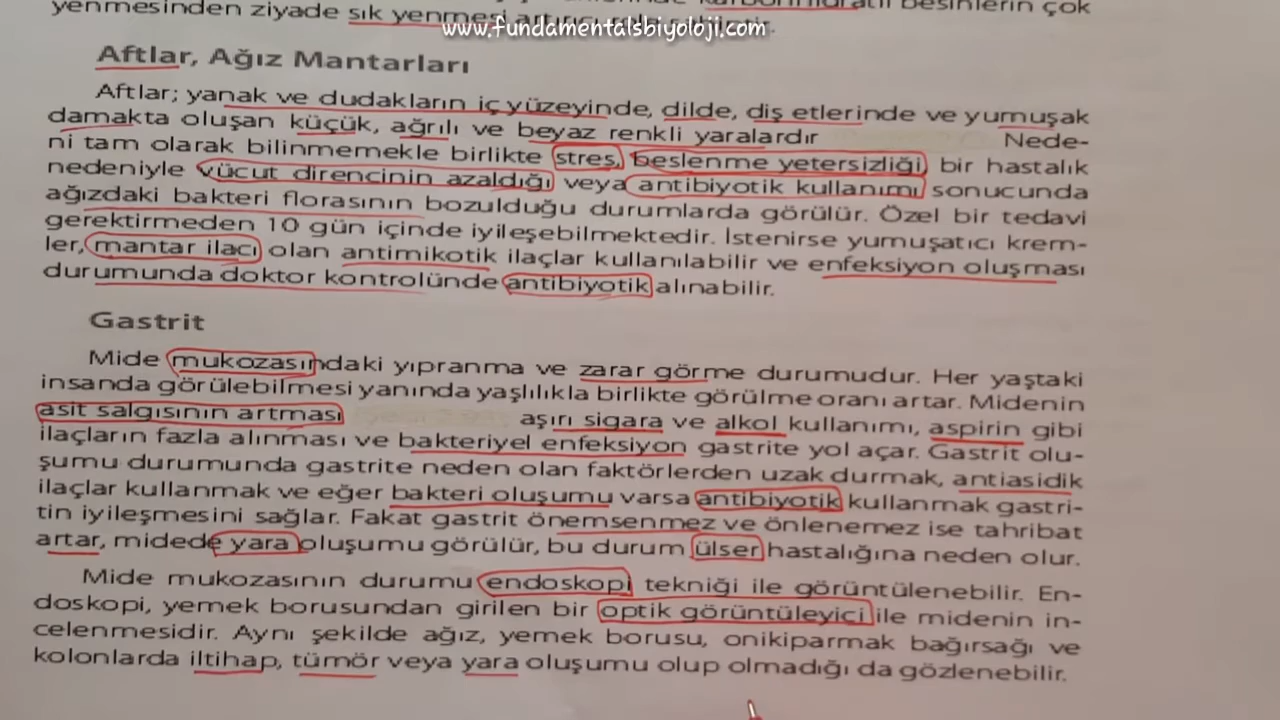 yenmesinden ziyade sık yenmesi besinlerin çok
www.fundamentalsbiyoloji.com
Aftlar, Ağız Mantarları
Aftlar; yanak ve dudakların iç yüzeyinde, dilde, diş etlerinde ve yumuşak
damakta oluşan küçük, ağrılı ve beyaz renkli yaralardır Nede-
ni tam olarak bilinmemekle birlikte stres, beslenme yetersizliği bir hastalık
nedeniyle vücut direncinin azaldığı veya antibiyotik kullanımı sonucunda
ağızdaki bakteri florasının bozulduğu durumlarda görülür. Özel bir tedavi
gerektirmeden 10 gün içinde iyileşebilmektedir. İstenirse yumuşatıcı krem-
ler, mantar ilacı olan antimikotik ilaçlar kullanılabilir ve enfeksiyon oluşması
durumunda doktor kontrolünde antibiyotik alınabilir.
Gastrit
Mide mukozasındaki yıpranma ve zarar görme durumudur. Her yaştaki
insanda görülebilmesi yanında yaşlılıkla birlikte görülme oranı artar. Midenin
asit salgısının artması aşırı sigara ve alkol kullanımı, aspirin gibi
ilaçların fazla alınması ve bakteriyel enfeksiyon gastrite yol açar. Gastrit olu-
şumu durumunda gastrite neden olan faktörlerden uzak durmak, antiasidik
ilaçlar kullanmak ve eğer bakteri oluşumu varsa antibiyotik kullanmak gastri-
tin iyileşmesini sağlar. Fakat gastrit önemsenmez ve önlenemez ise tahribat
artar, midede yara oluşumu görülür, bu durum ülser hastalığına neden olur.
Mide mukozasının durumu endoskopi tekniği ile görüntülenebilir. En-
doskopi, yemek borusundan girilen bir optik görüntüleyici ile midenin in-
celenmesidir. Aynı şekilde ağız, yemek borusu, onikiparmak bağırsağı ve
kolonlarda iltihap, tümör veya yara oluşumu olup olmadığı da gözlenebilir.